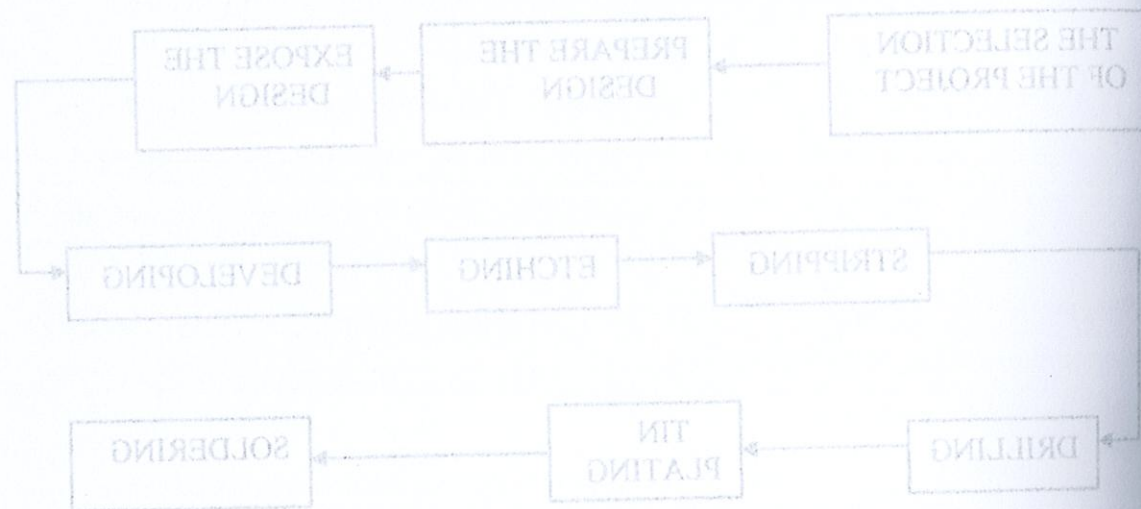 THE SELECTION
OF THE PROJECT
PREPARE THE
DESIGN
EXPOSE THE
DESIGN
DEVELOPING
ETCHING
STRIPPING
DRILLING
TIN
PLATING
SOLDERING